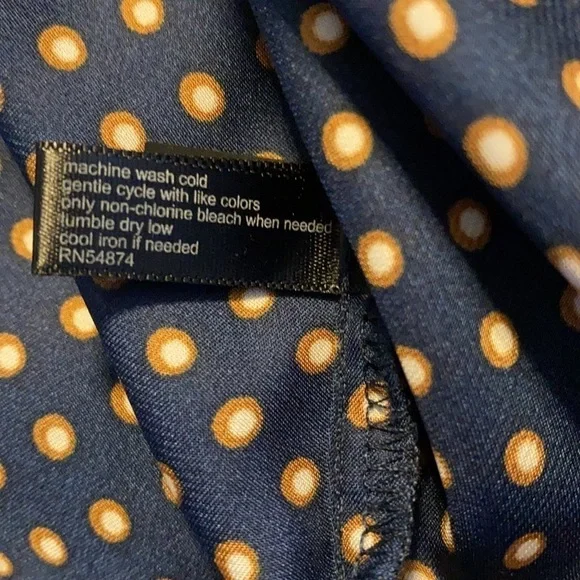 machine wash cold
gentle cycle with like colors
only non-chlorine bleach when needed
tumble dry low
cool iron if needed
RN54874